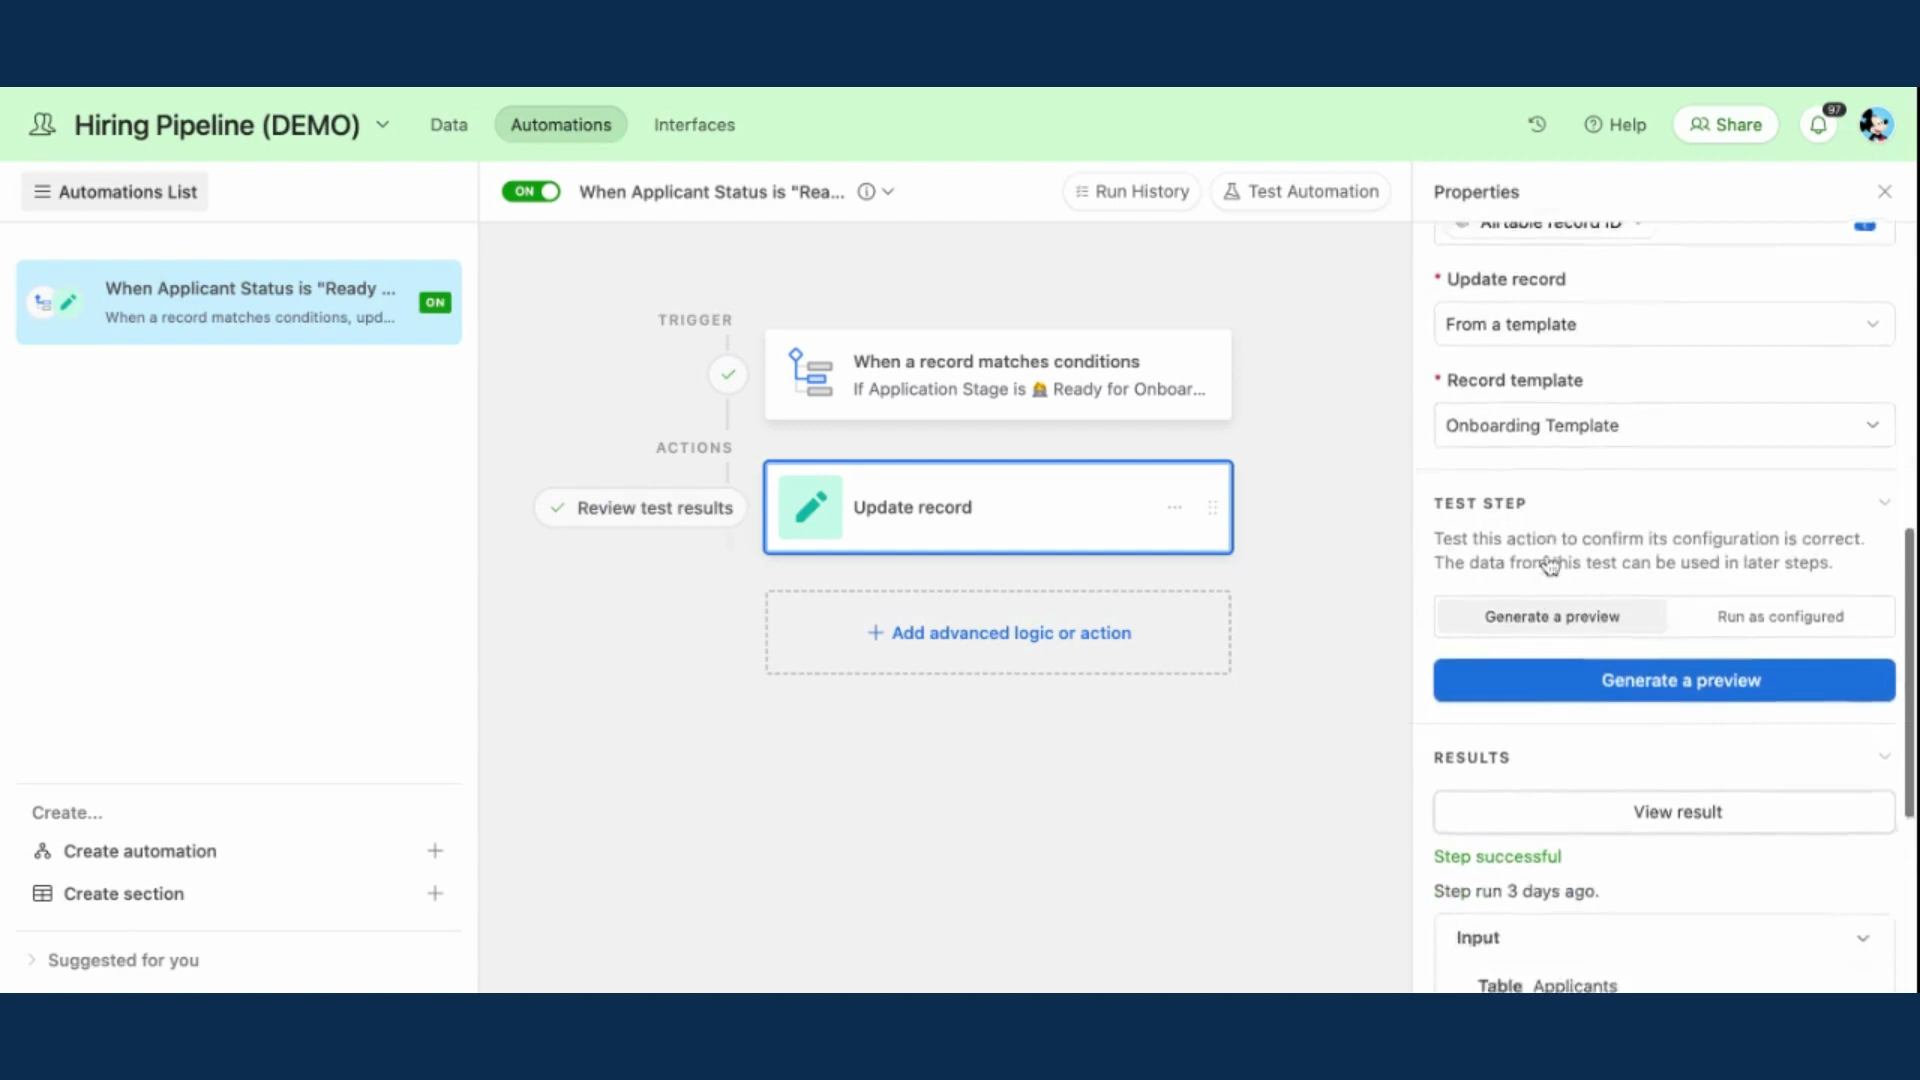 Hiring Pipeline (DEMO)
Data
Automations
Interfaces
Help
Share
97
Automations List
ON
When Applicant Status is "Rea...
Run History
Test Automation
Properties
Airtable record ID
When Applicant Status is "Ready ...
When a record matches conditions, upd...
ON
TRIGGER
When a record matches conditions
If Application Stage is 👷 Ready for Onboar...
ACTIONS
Review test results
Update record
+ Add advanced logic or action
* Update record
From a template
* Record template
Onboarding Template
TEST STEP
Test this action to confirm its configuration is correct.
The data from this test can be used in later steps.
Generate a preview
Run as configured
Generate a preview
RESULTS
View result
Step successful
Step run 3 days ago.
Input
Table Applicants
Create...
Create automation
Create section
Suggested for you